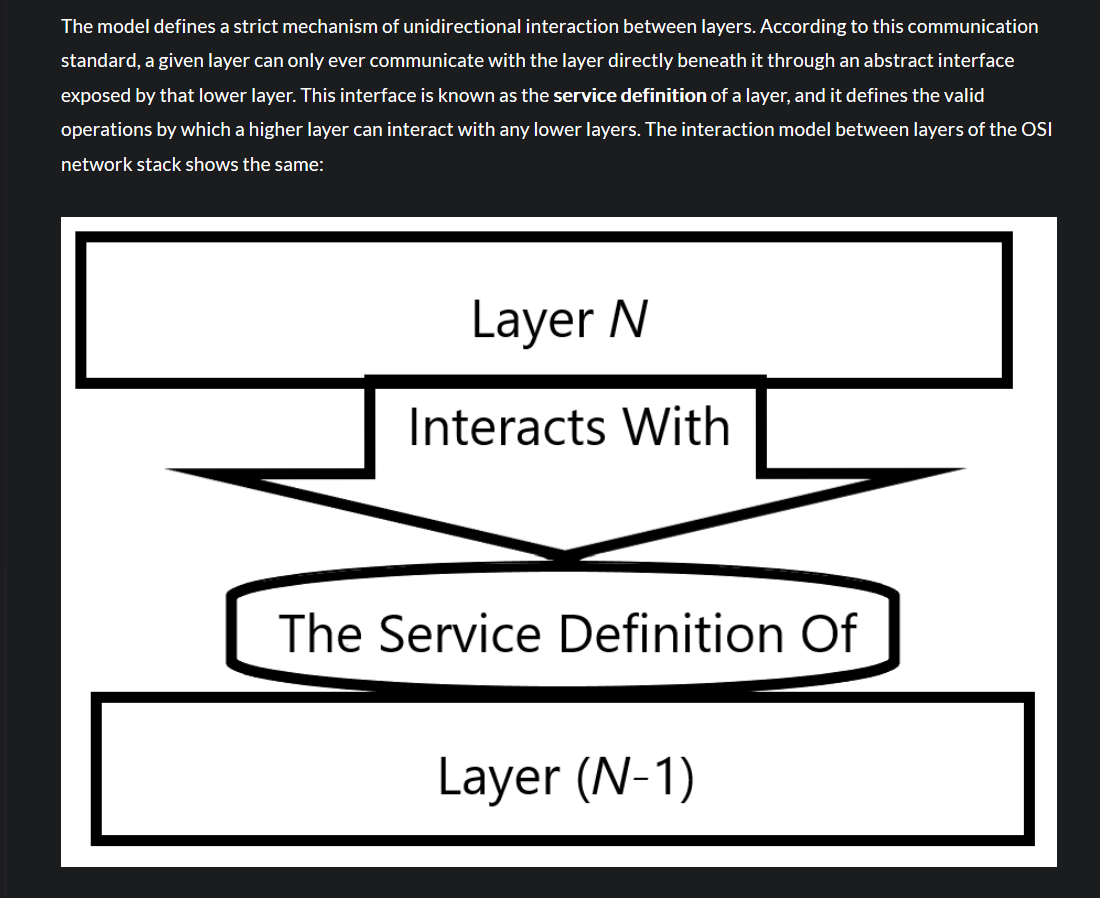 The model defines a strict mechanism of unidirectional interaction between layers. According to this communication
standard, a given layer can only ever communicate with the layer directly beneath it through an abstract interface
exposed by that lower layer. This interface is known as the service definition of a layer, and it defines the valid
operations by which a higher layer can interact with any lower layers. The interaction model between layers of the OSI
network stack shows the same:
Layer N
Interacts With
The Service Definition Of
Layer (N-1)